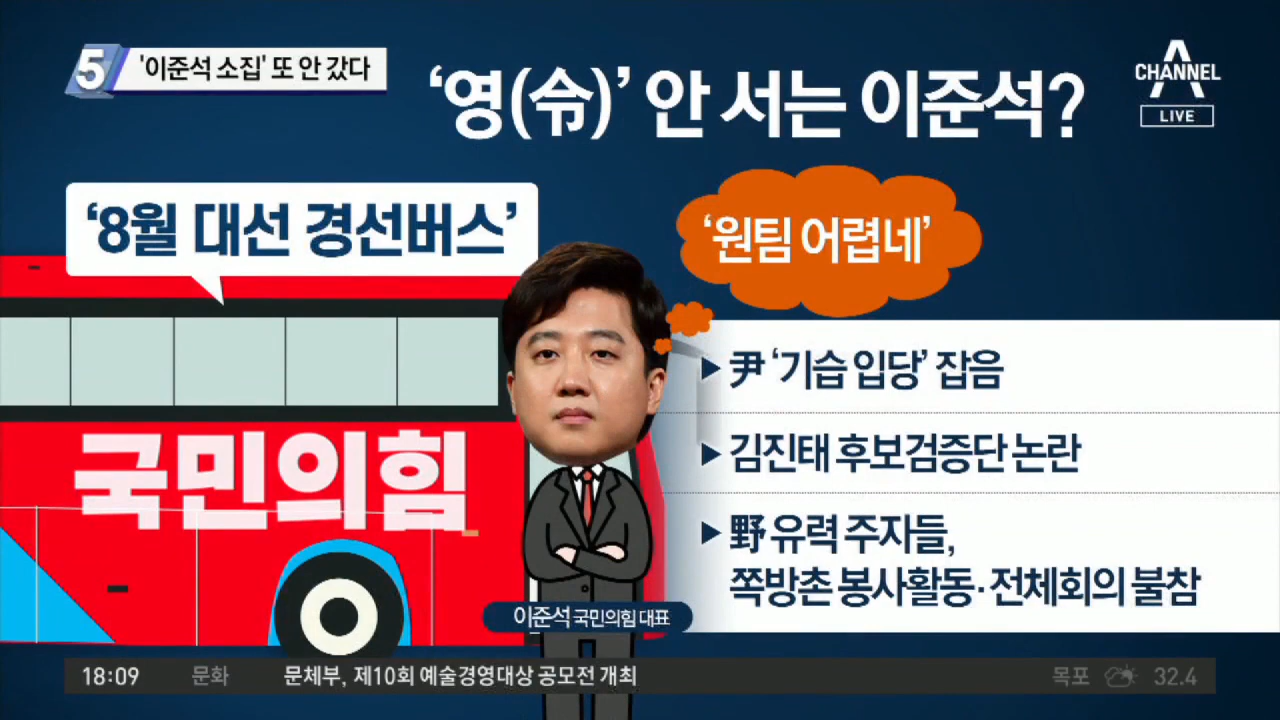 5 '이준석 소집' 또 안 갔다
'영(令)' 안 서는 이준석?
CHANNEL A
LIVE
'8월 대선 경선버스'
'원팀 어렵네'
국민의힘
▶ 尹 '기습 입당' 잡음
▶ 김진태 후보검증단 논란
▶ 野 유력 주자들,
쪽방촌 봉사활동·전체회의 불참
이준석 국민의힘 대표
18:09 문화 문체부, 제10회 예술경영대상 공모전 개최 목포 32.4